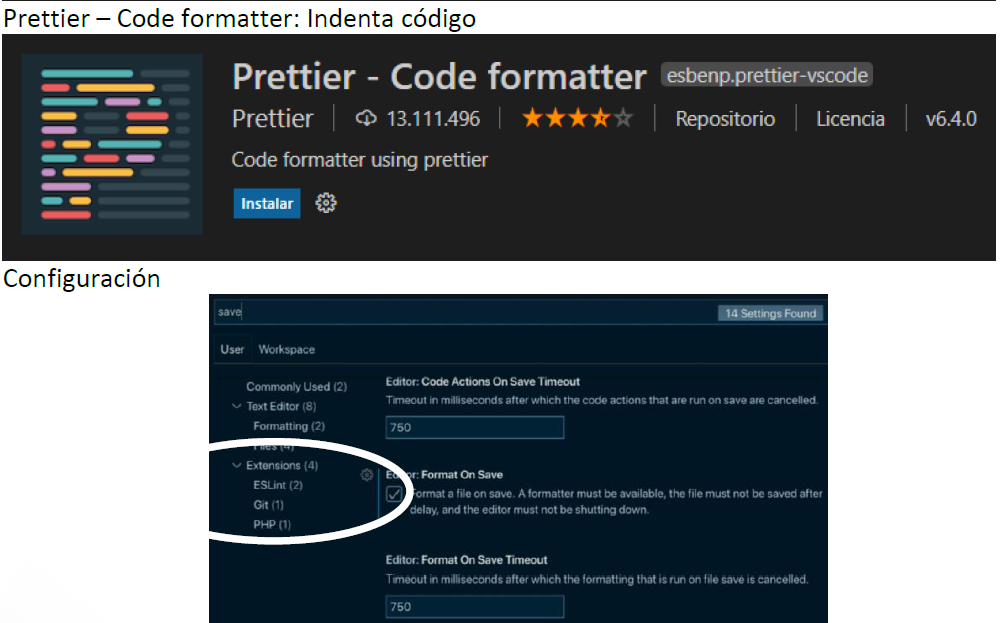 Prettier – Code formatter: Indenta código
Prettier - Code formatter esbenp.prettier-vscode
Prettier 13.111.496 Repositorio Licencia v6.4.0
Code formatter using prettier
Instalar
Configuración
save 14 Settings Found
User Workspace
Commonly Used (2)
Text Editor (8)
Formatting (2)
Files (4)
Extensions (4)
ESLint (2)
Git (1)
PHP (1)
Editor: Code Actions On Save Timeout
Timeout in milliseconds after which the code actions that are run on save are cancelled.
750
Editor: Format On Save
Format a file on save. A formatter must be available, the file must not be saved after
delay, and the editor must not be shutting down.
Editor: Format On Save Timeout
Timeout in milliseconds after which the formatting that is run on file save is cancelled.
750